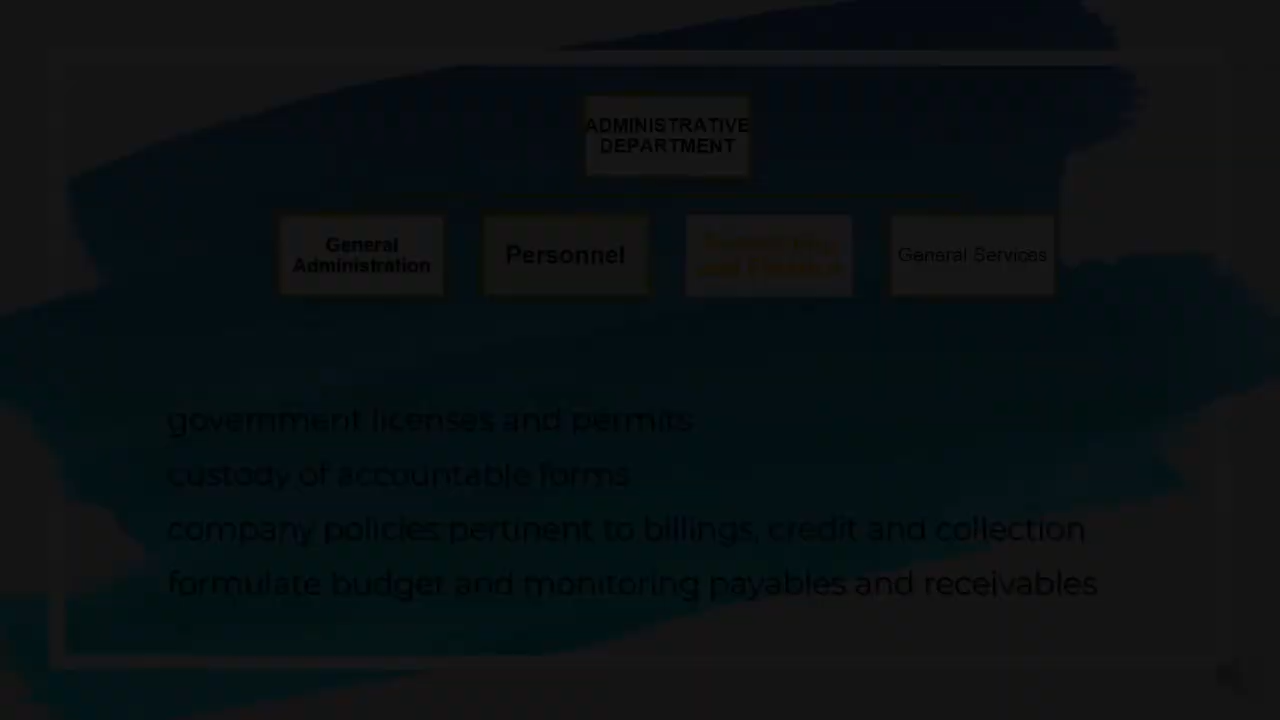 ADMINISTRATIVE
DEPARTMENT
General
Administration
Personnel
General Services
government licenses and permits
custody of accountable forms
company policies pertinent to billings, credit and collection
formulate budget and monitoring payables and receivables